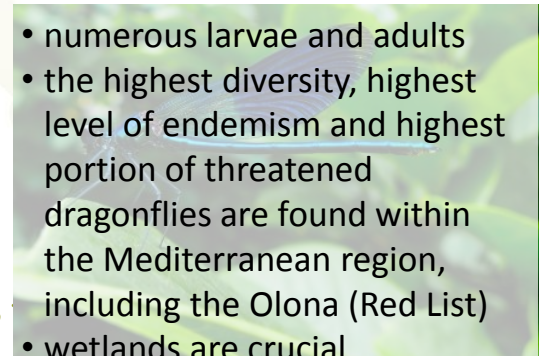 • numerous larvae and adults
• the highest diversity, highest
level of endemism and highest
portion of threatened
dragonflies are found within
the Mediterranean region,
including the Olona (Red List)
• wetlands are crucial